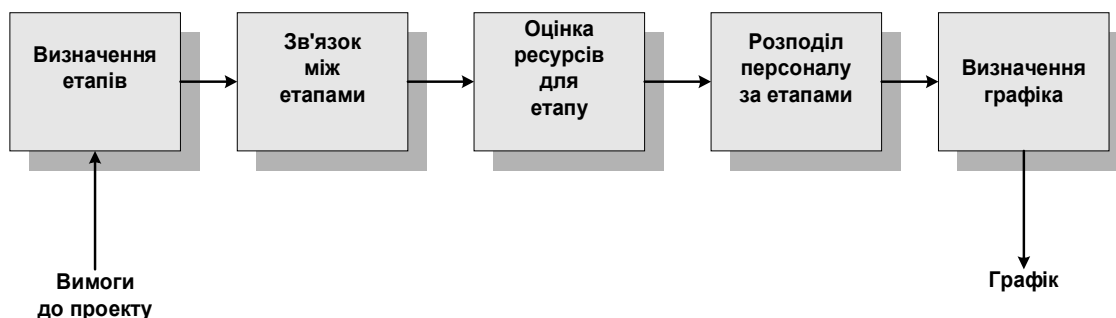 Визначення
етапів
Зв'язок
між
етапами
Оцінка
ресурсів
для
етапу
Розподіл
персоналу
за етапами
Визначення
графіка
Вимоги
до проекту
Графік